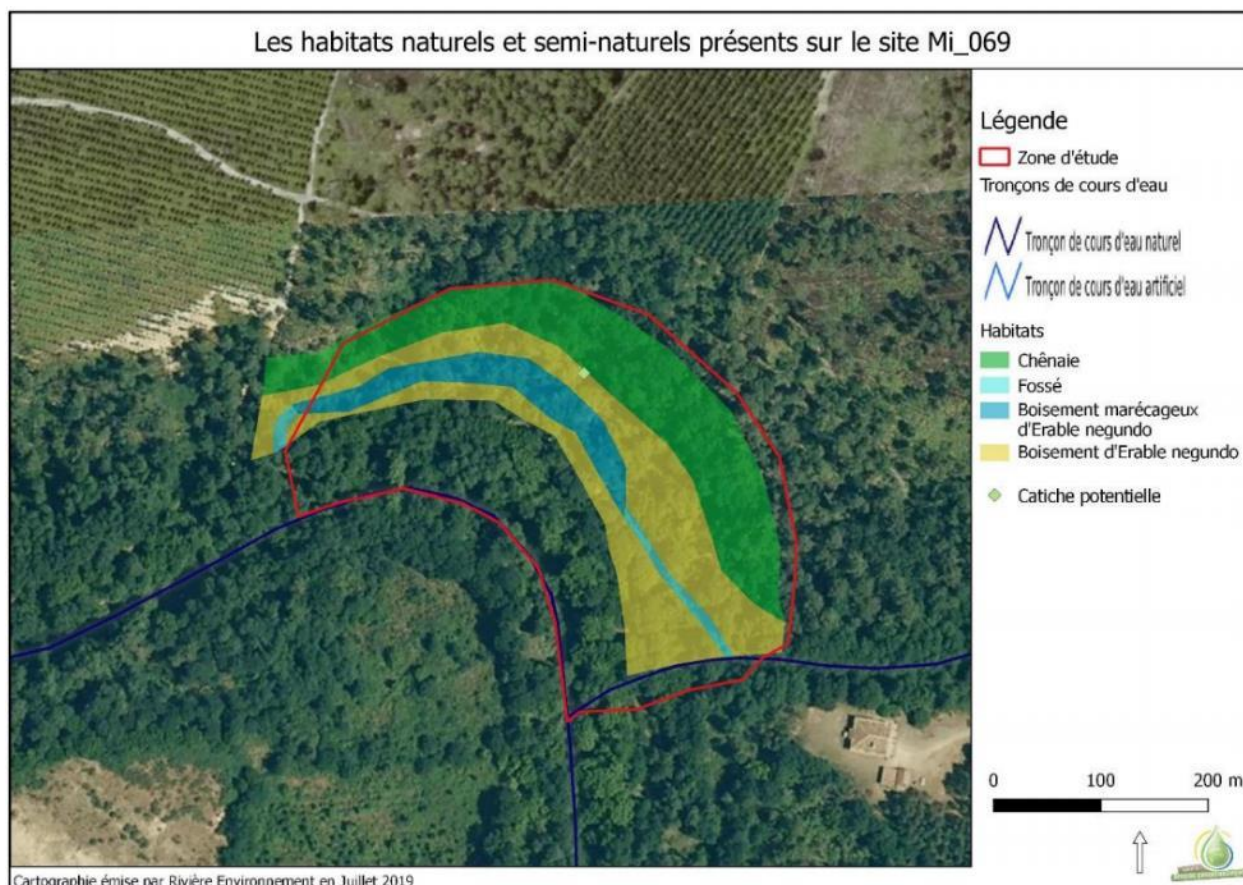 Les habitats naturels et semi-naturels présents sur le site Mi_069
Légende
Zone d'étude
Tronçons de cours d'eau
Tronçon de cours d'eau naturel
Tronçon de cours d'eau artificiel
Habitats
Chênaie
Fossé
Boisement marécageux
d'Erable negundo
Boisement d'Erable negundo
Catiche potentielle
0 100 200 m
Cartographie émise par Rivière Environnement en Juillet 2019